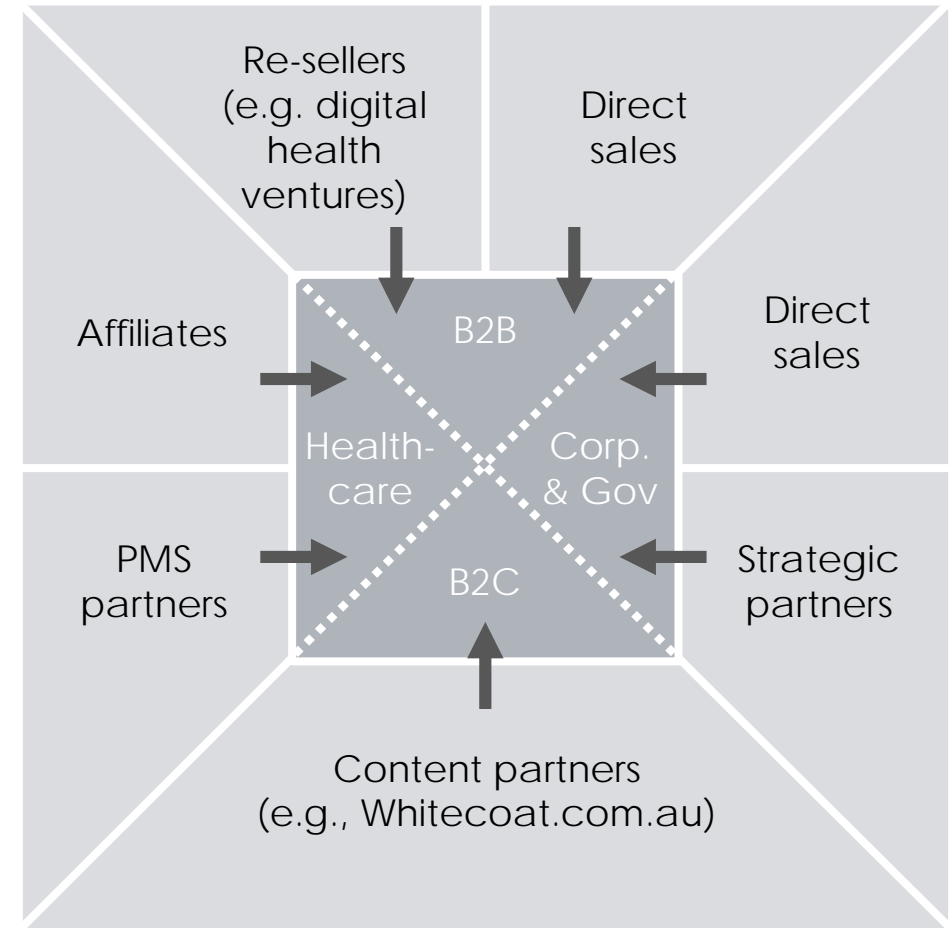 Re-sellers
(e.g. digital
health
ventures)
Direct
sales
Affiliates
B2B
Direct
sales
Health-
care
Corp.
& Gov
PMS
partners
B2C
Strategic
partners
Content partners
(e.g., Whitecoat.com.au)